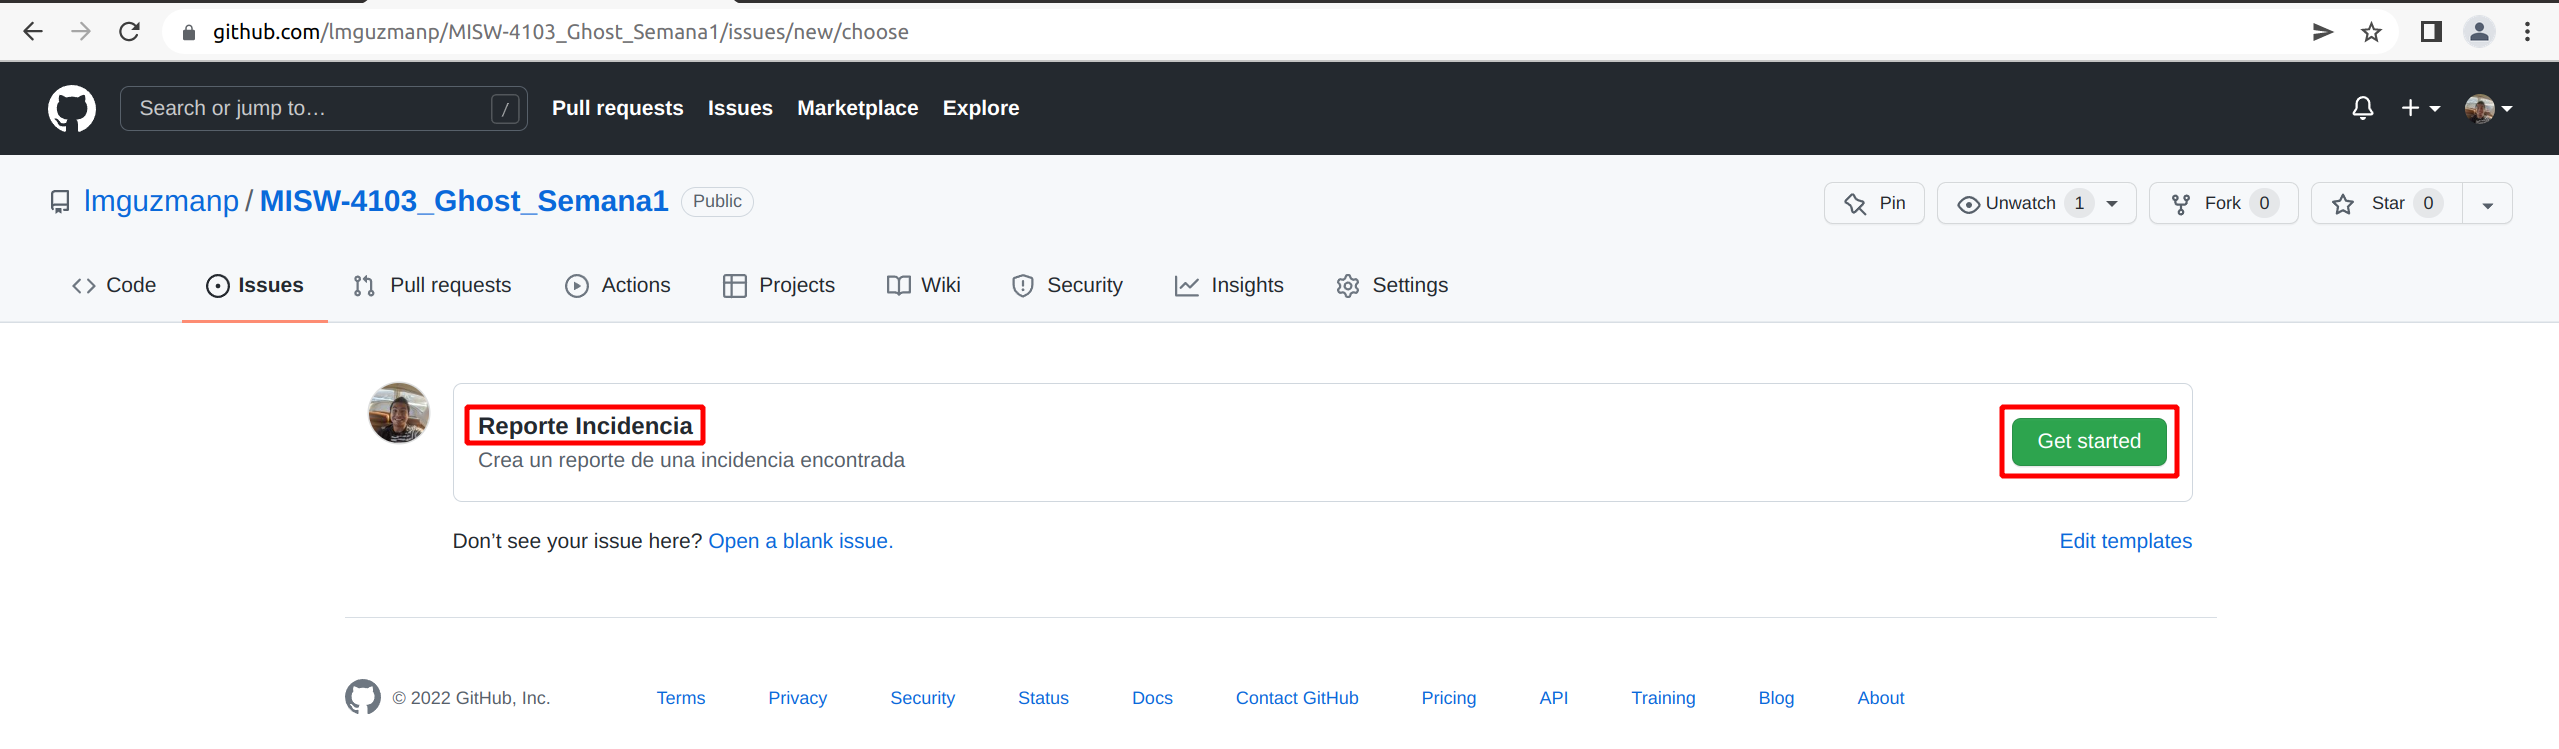 github.com/lmguzmanp/MISW-4103_Ghost_Semana1/issues/new/choose
Search or jump to… / Pull requests Issues Marketplace Explore
lmguzmanp / MISW-4103_Ghost_Semana1 Public Pin Unwatch 1 Fork 0 Star 0
Code Issues Pull requests Actions Projects Wiki Security Insights Settings
Reporte Incidencia
Crea un reporte de una incidencia encontrada
Get started
Don’t see your issue here? Open a blank issue. Edit templates
© 2022 GitHub, Inc. Terms Privacy Security Status Docs Contact GitHub Pricing API Training Blog About